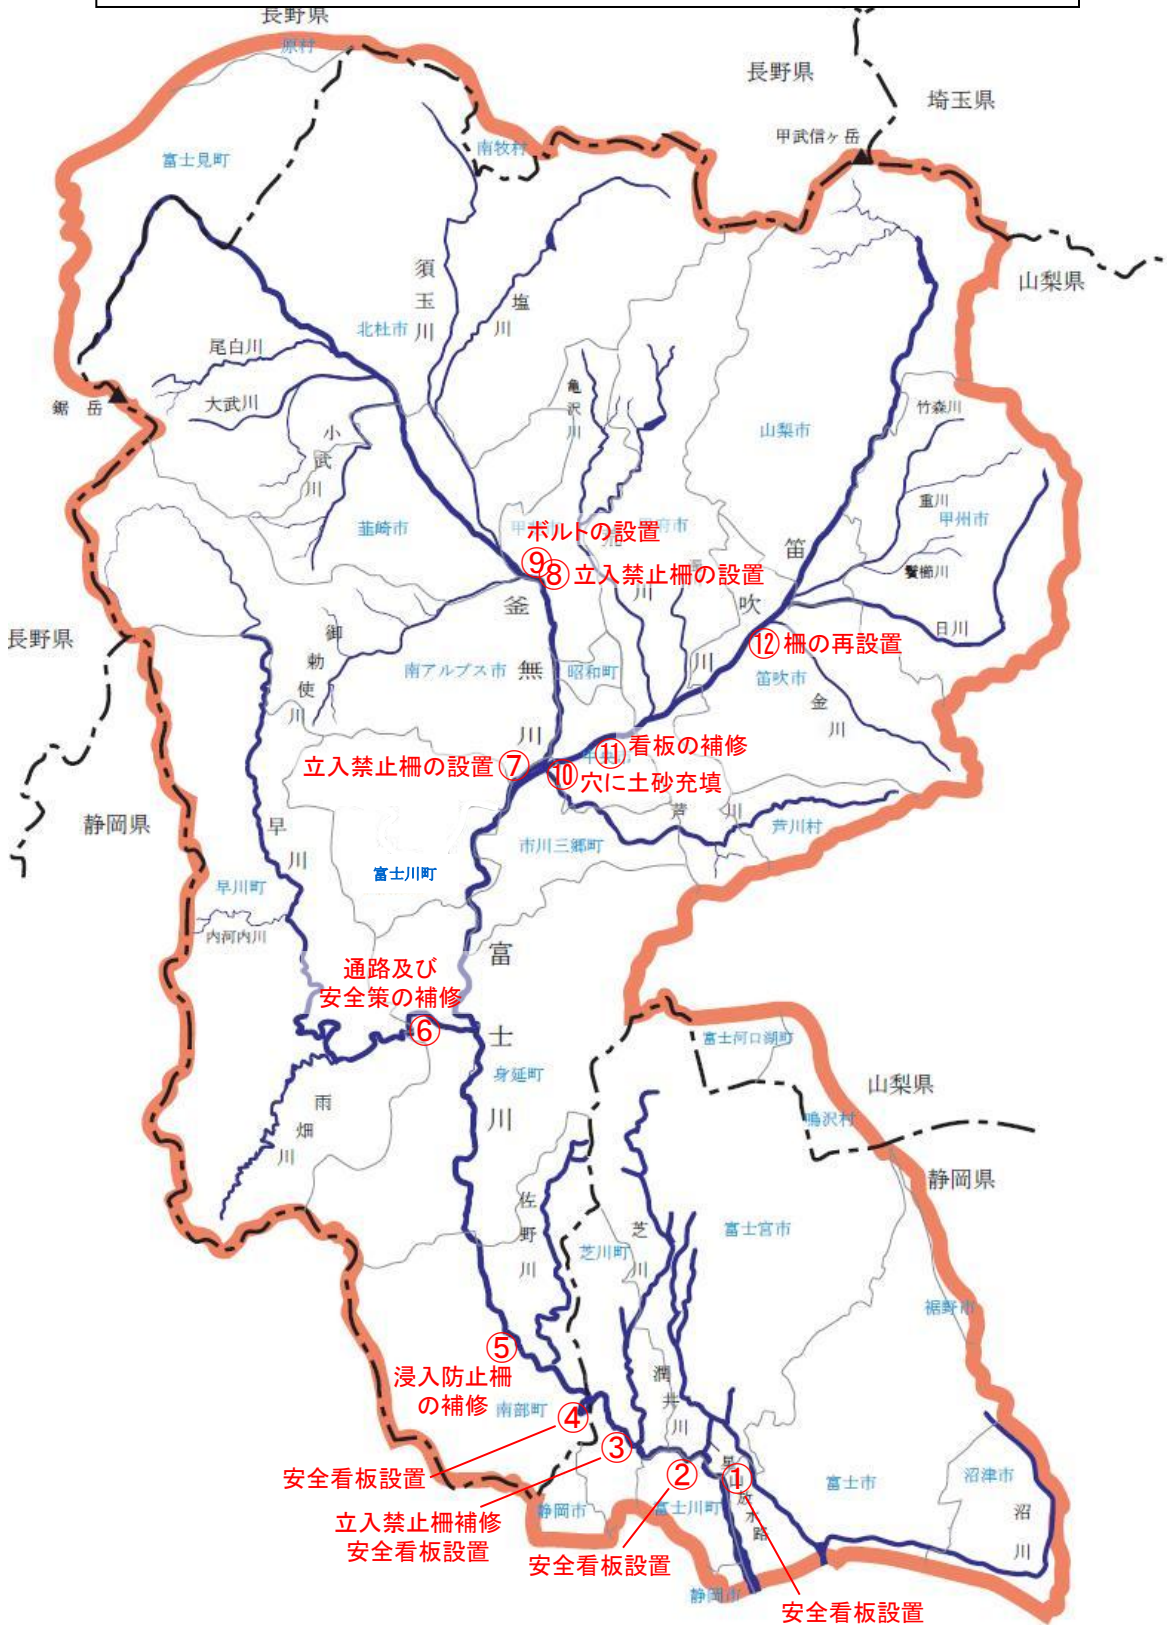 長野県
原村
長野県
埼玉県
甲武信ヶ岳
南牧村
富士見町
山梨県
須玉川
塩川
北杜市
尾白川
大武川
鋸岳
亀沢川
竹森川
山梨市
小武川
重川
甲州市
韮崎市
ボルトの設置
府市
笛吹川
⑨
⑧立入禁止柵の設置
川
鬢櫛川
日川
釜無川
長野県
御勅使川
南アルプス市
昭和町
⑫柵の再設置
笛吹市
金川
⑪看板の補修
立入禁止柵の設置⑦
⑩穴に土砂充填
静岡県
芦川
芦川村
早川
市川三郷町
富士川町
早川町
内河内川
富士川
通路及び
安全策の補修
⑥
富士河口湖町
身延町
山梨県
雨畑川
鳴沢村
静岡県
佐野川
芝川
富士宮市
芝川町
裾野市
⑤
浸入防止柵
の補修
潤井川
南部町
④
③
②
①
星山放水路
富士市
沼津市
安全看板設置
静岡市
富士川町
沼川
立入禁止柵補修
安全看板設置
安全看板設置
静岡市
安全看板設置